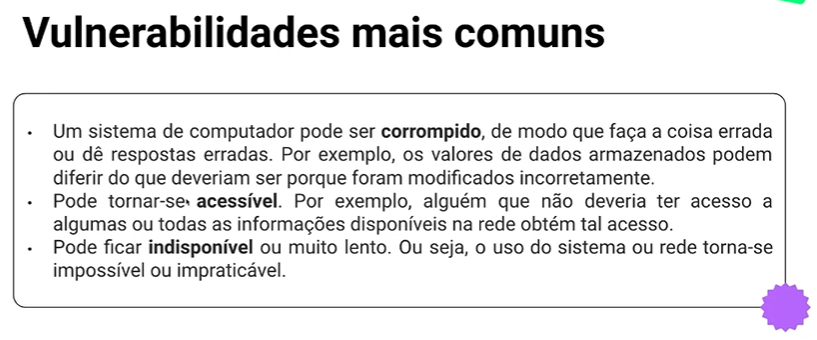 Vulnerabilidades mais comuns
• Um sistema de computador pode ser corrompido, de modo que faça a coisa errada
ou dê respostas erradas. Por exemplo, os valores de dados armazenados podem
diferir do que deveriam ser porque foram modificados incorretamente.
• Pode tornar-se acessível. Por exemplo, alguém que não deveria ter acesso a
algumas ou todas as informações disponíveis na rede obtém tal acesso.
• Pode ficar indisponível ou muito lento. Ou seja, o uso do sistema ou rede torna-se
impossível ou impraticável.